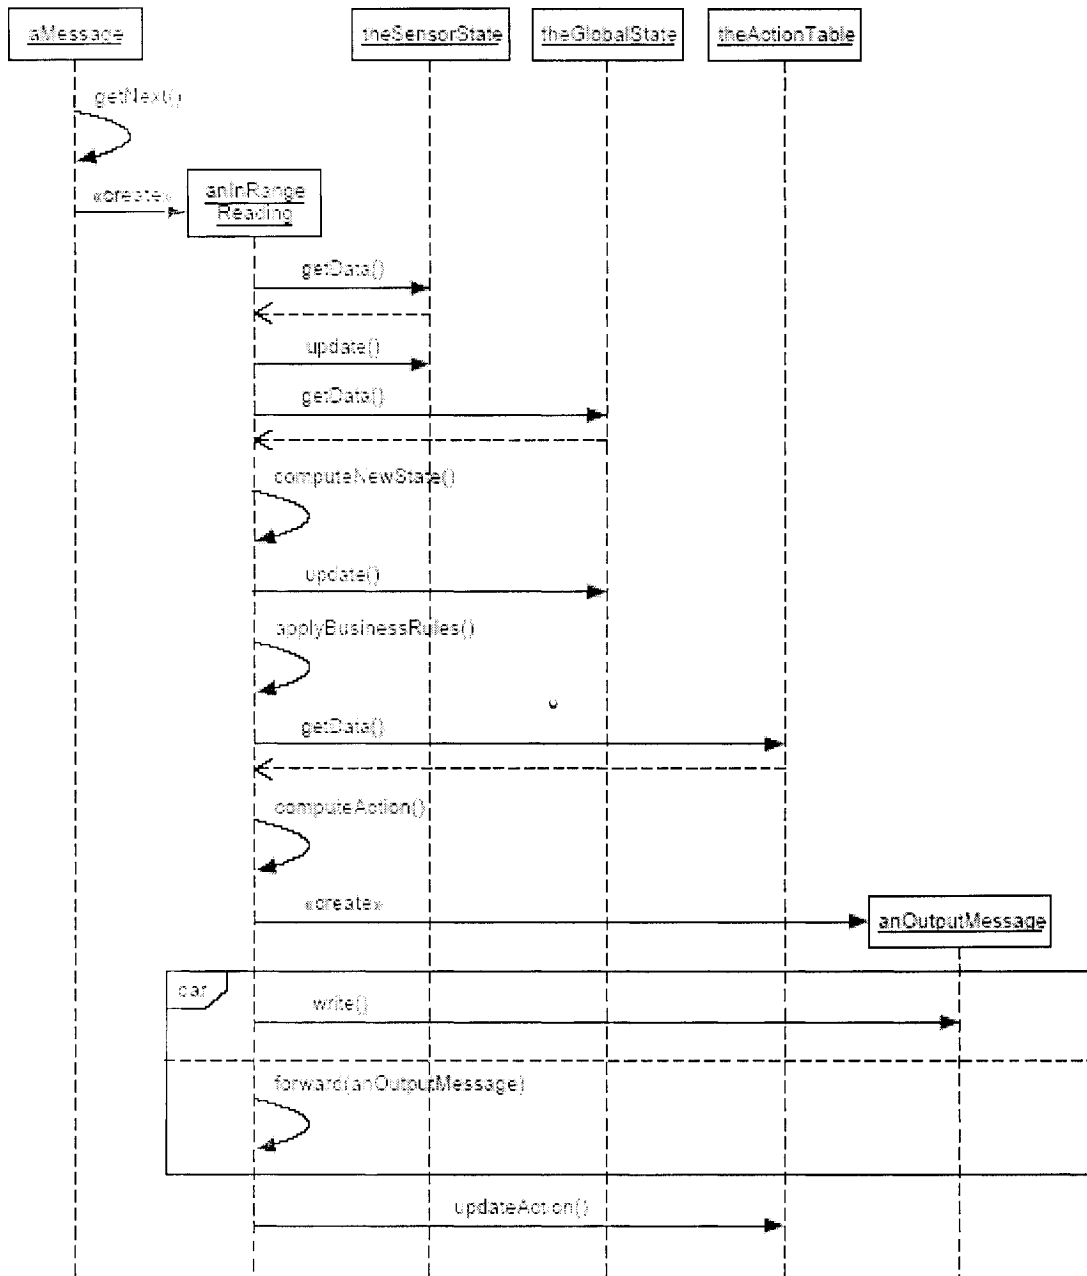 aMessage
theSensorState
theGlobalState
theActionTable
getNext()
«create»
anInRange
Reading
getData()
update()
getData()
computeNewState()
update()
applyBusinessRules()
getData()
computeAction()
«create»
anOutputMessage
par
write()
forward(anOutputMessage)
updateAction()